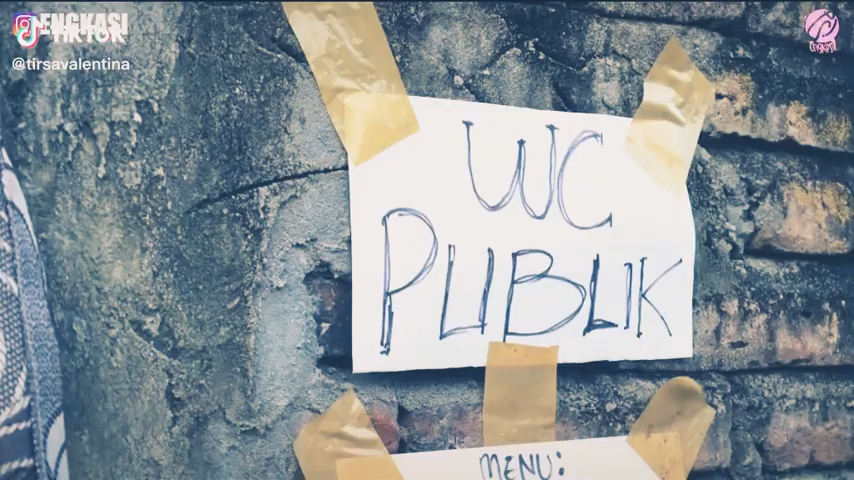 ENGKASI
TIKTOK
@tirsavalentina
WC
PUBLIK
MENU: